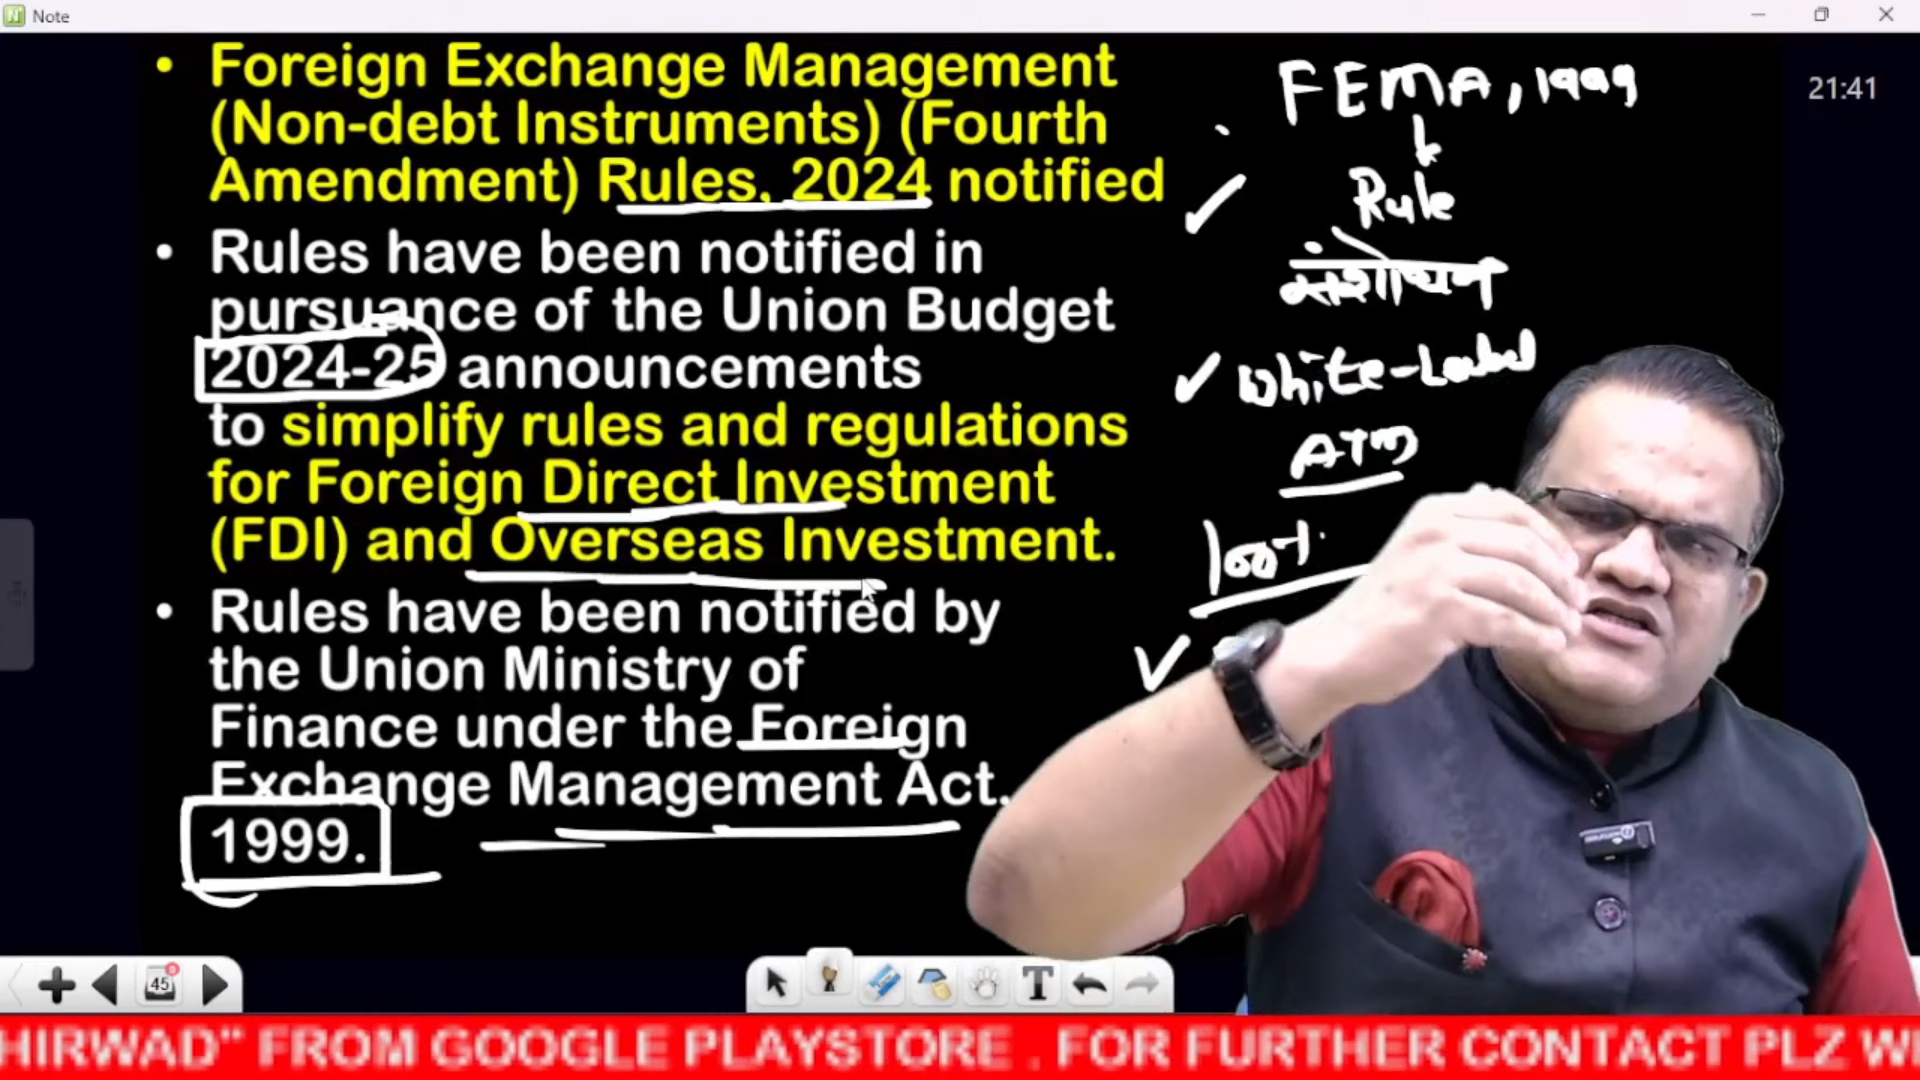 Note
• Foreign Exchange Management
(Non-debt Instruments) (Fourth
Amendment) Rules, 2024 notified
• Rules have been notified in
pursuance of the Union Budget
2024-25 announcements
to simplify rules and regulations
for Foreign Direct Investment
(FDI) and Overseas Investment.
• Rules have been notified by
the Union Ministry of
Finance under the Foreign
Exchange Management Act,
1999.
FEMA, 1999
Rule
संशोधन
White-Label
ATM
100%
21:41
45
T
HIRWAD" FROM GOOGLE PLAYSTORE . FOR FURTHER CONTACT PLZ